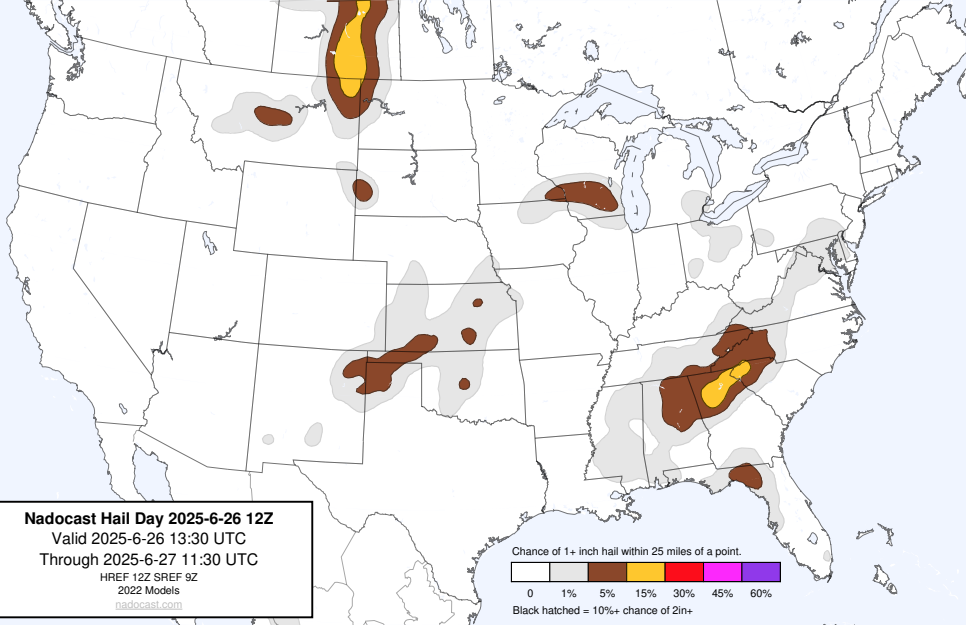 Nadocast Hail Day 2025-6-26 12Z
Valid 2025-6-26 13:30 UTC
Through 2025-6-27 11:30 UTC
HREF 12Z SREF 9Z
2022 Models
nadocast.com
Chance of 1+ inch hail within 25 miles of a point.
0 1% 5% 15% 30% 45% 60%
Black hatched = 10%+ chance of 2in+